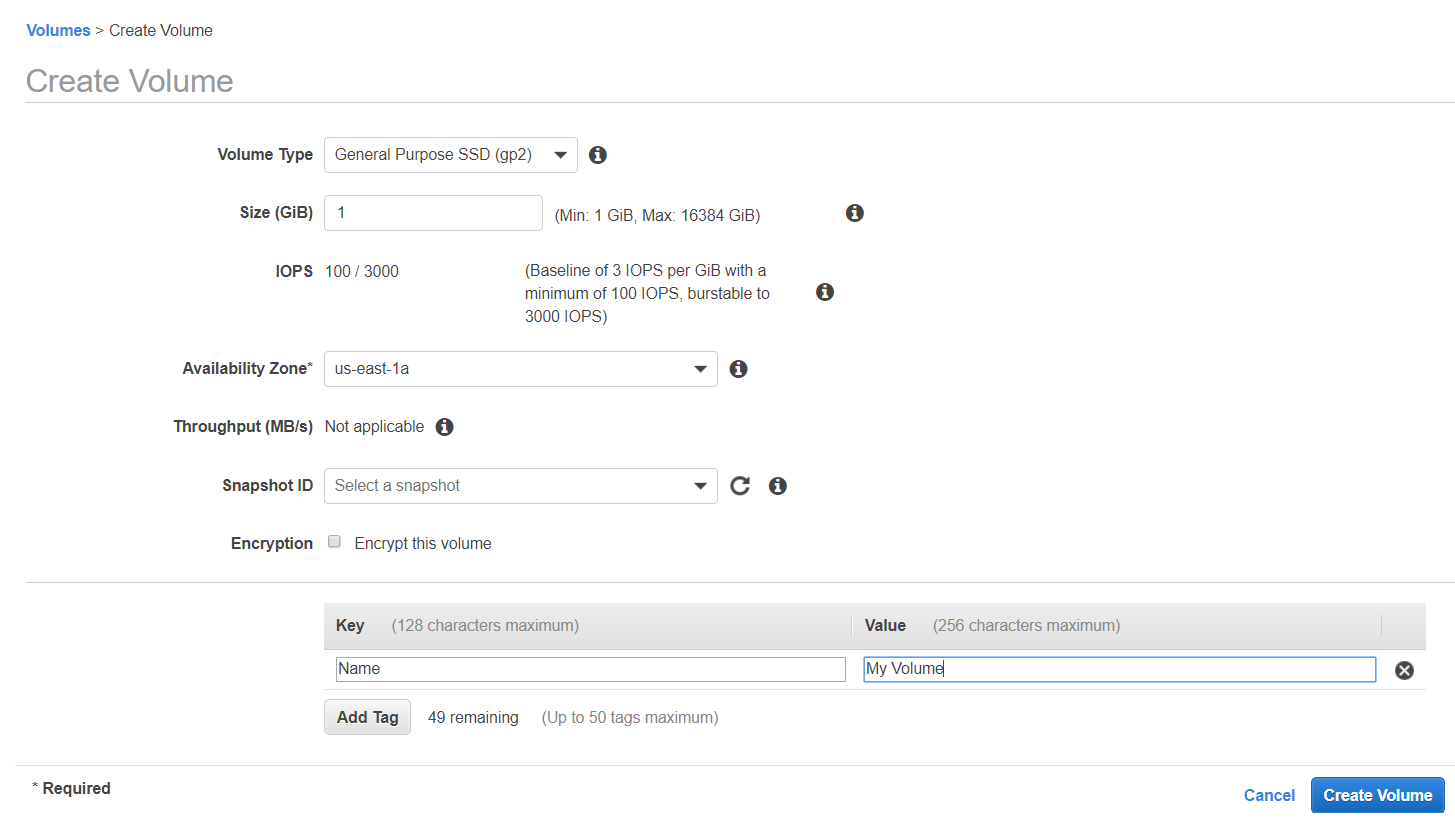 Volumes > Create Volume
Create Volume
Volume Type General Purpose SSD (gp2)
Size (GiB) 1 (Min: 1 GiB, Max: 16384 GiB)
IOPS 100 / 3000 (Baseline of 3 IOPS per GiB with a
minimum of 100 IOPS, burstable to
3000 IOPS)
Availability Zone* us-east-1a
Throughput (MB/s) Not applicable
Snapshot ID Select a snapshot
Encryption Encrypt this volume
Key (128 characters maximum) Value (256 characters maximum)
Name My Volume
Add Tag 49 remaining (Up to 50 tags maximum)
* Required
Cancel Create Volume